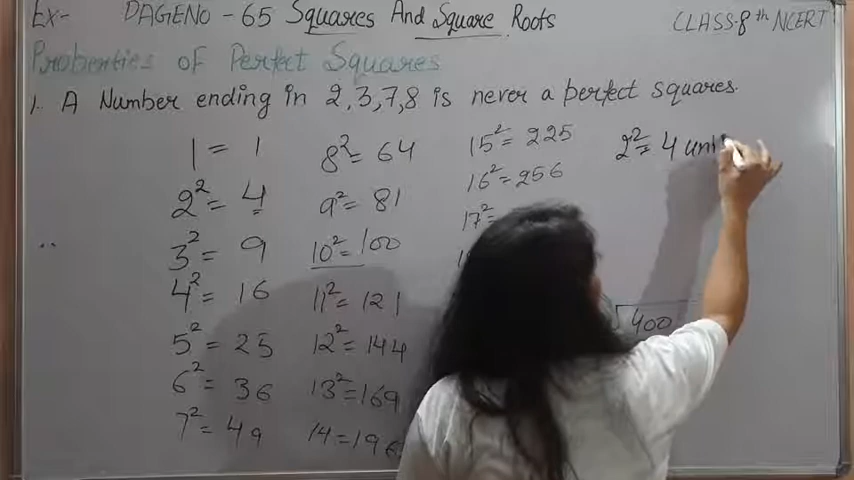 Ex- PAGENO - 65 Squares And Square Roots CLASS-8th NCERT
Properties of Perfect Squares
1. A Number ending in 2,3,7,8 is never a perfect squares.
1 = 1
2² = 4
3² = 9
4² = 16
5² = 25
6² = 36
7² = 49
8² = 64
9² = 81
10² = 100
11² = 121
12² = 144
13² = 169
14 = 196
15² = 225
16² = 256
17² =
2² = 4 uni
400